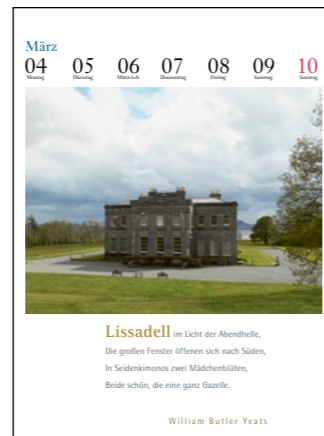 März
04 05 06 07 08 09 10
Montag Dienstag Mittwoch Donnerstag Freitag Samstag Sonntag
Lissadell im Licht der Abendhelle,
Die großen Fenster öffenen sich nach Süden,
In Seidenkimonos zwei Mädchenblüten,
Beide schön, die eine ganz Gazelle.
William Butler Yeats